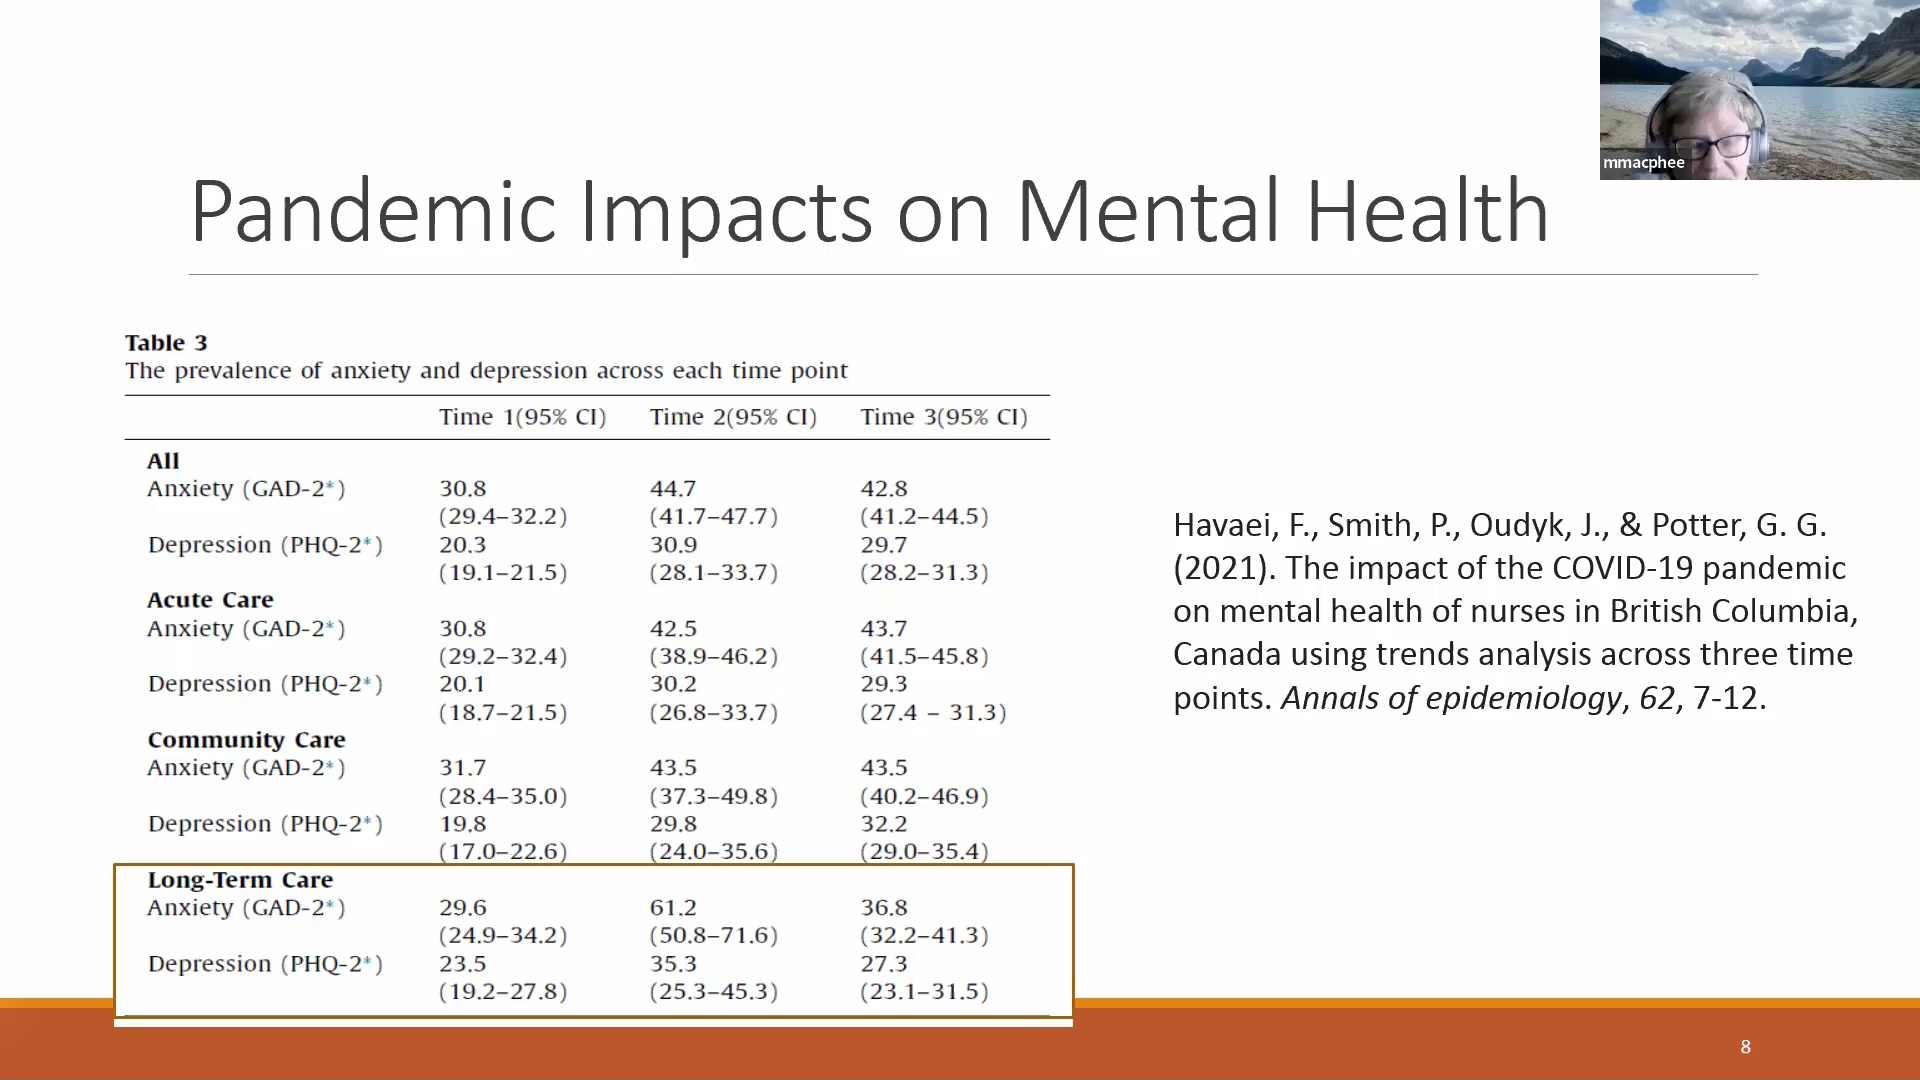 mmacphee
Pandemic Impacts on Mental Health
Table 3
The prevalence of anxiety and depression across each time point
Time 1(95% CI) Time 2(95% CI) Time 3(95% CI)
All
Anxiety (GAD-2*) 30.8 44.7 42.8
(29.4–32.2) (41.7–47.7) (41.2–44.5)
Depression (PHQ-2*) 20.3 30.9 29.7
(19.1–21.5) (28.1–33.7) (28.2–31.3)
Acute Care
Anxiety (GAD-2*) 30.8 42.5 43.7
(29.2–32.4) (38.9–46.2) (41.5–45.8)
Depression (PHQ-2*) 20.1 30.2 29.3
(18.7–21.5) (26.8–33.7) (27.4 – 31.3)
Community Care
Anxiety (GAD-2*) 31.7 43.5 43.5
(28.4–35.0) (37.3–49.8) (40.2–46.9)
Depression (PHQ-2*) 19.8 29.8 32.2
(17.0–22.6) (24.0–35.6) (29.0–35.4)
Long-Term Care
Anxiety (GAD-2*) 29.6 61.2 36.8
(24.9–34.2) (50.8–71.6) (32.2–41.3)
Depression (PHQ-2*) 23.5 35.3 27.3
(19.2–27.8) (25.3–45.3) (23.1–31.5)
Havaei, F., Smith, P., Oudyk, J., & Potter, G. G.
(2021). The impact of the COVID-19 pandemic
on mental health of nurses in British Columbia,
Canada using trends analysis across three time
points. Annals of epidemiology, 62, 7-12.
8